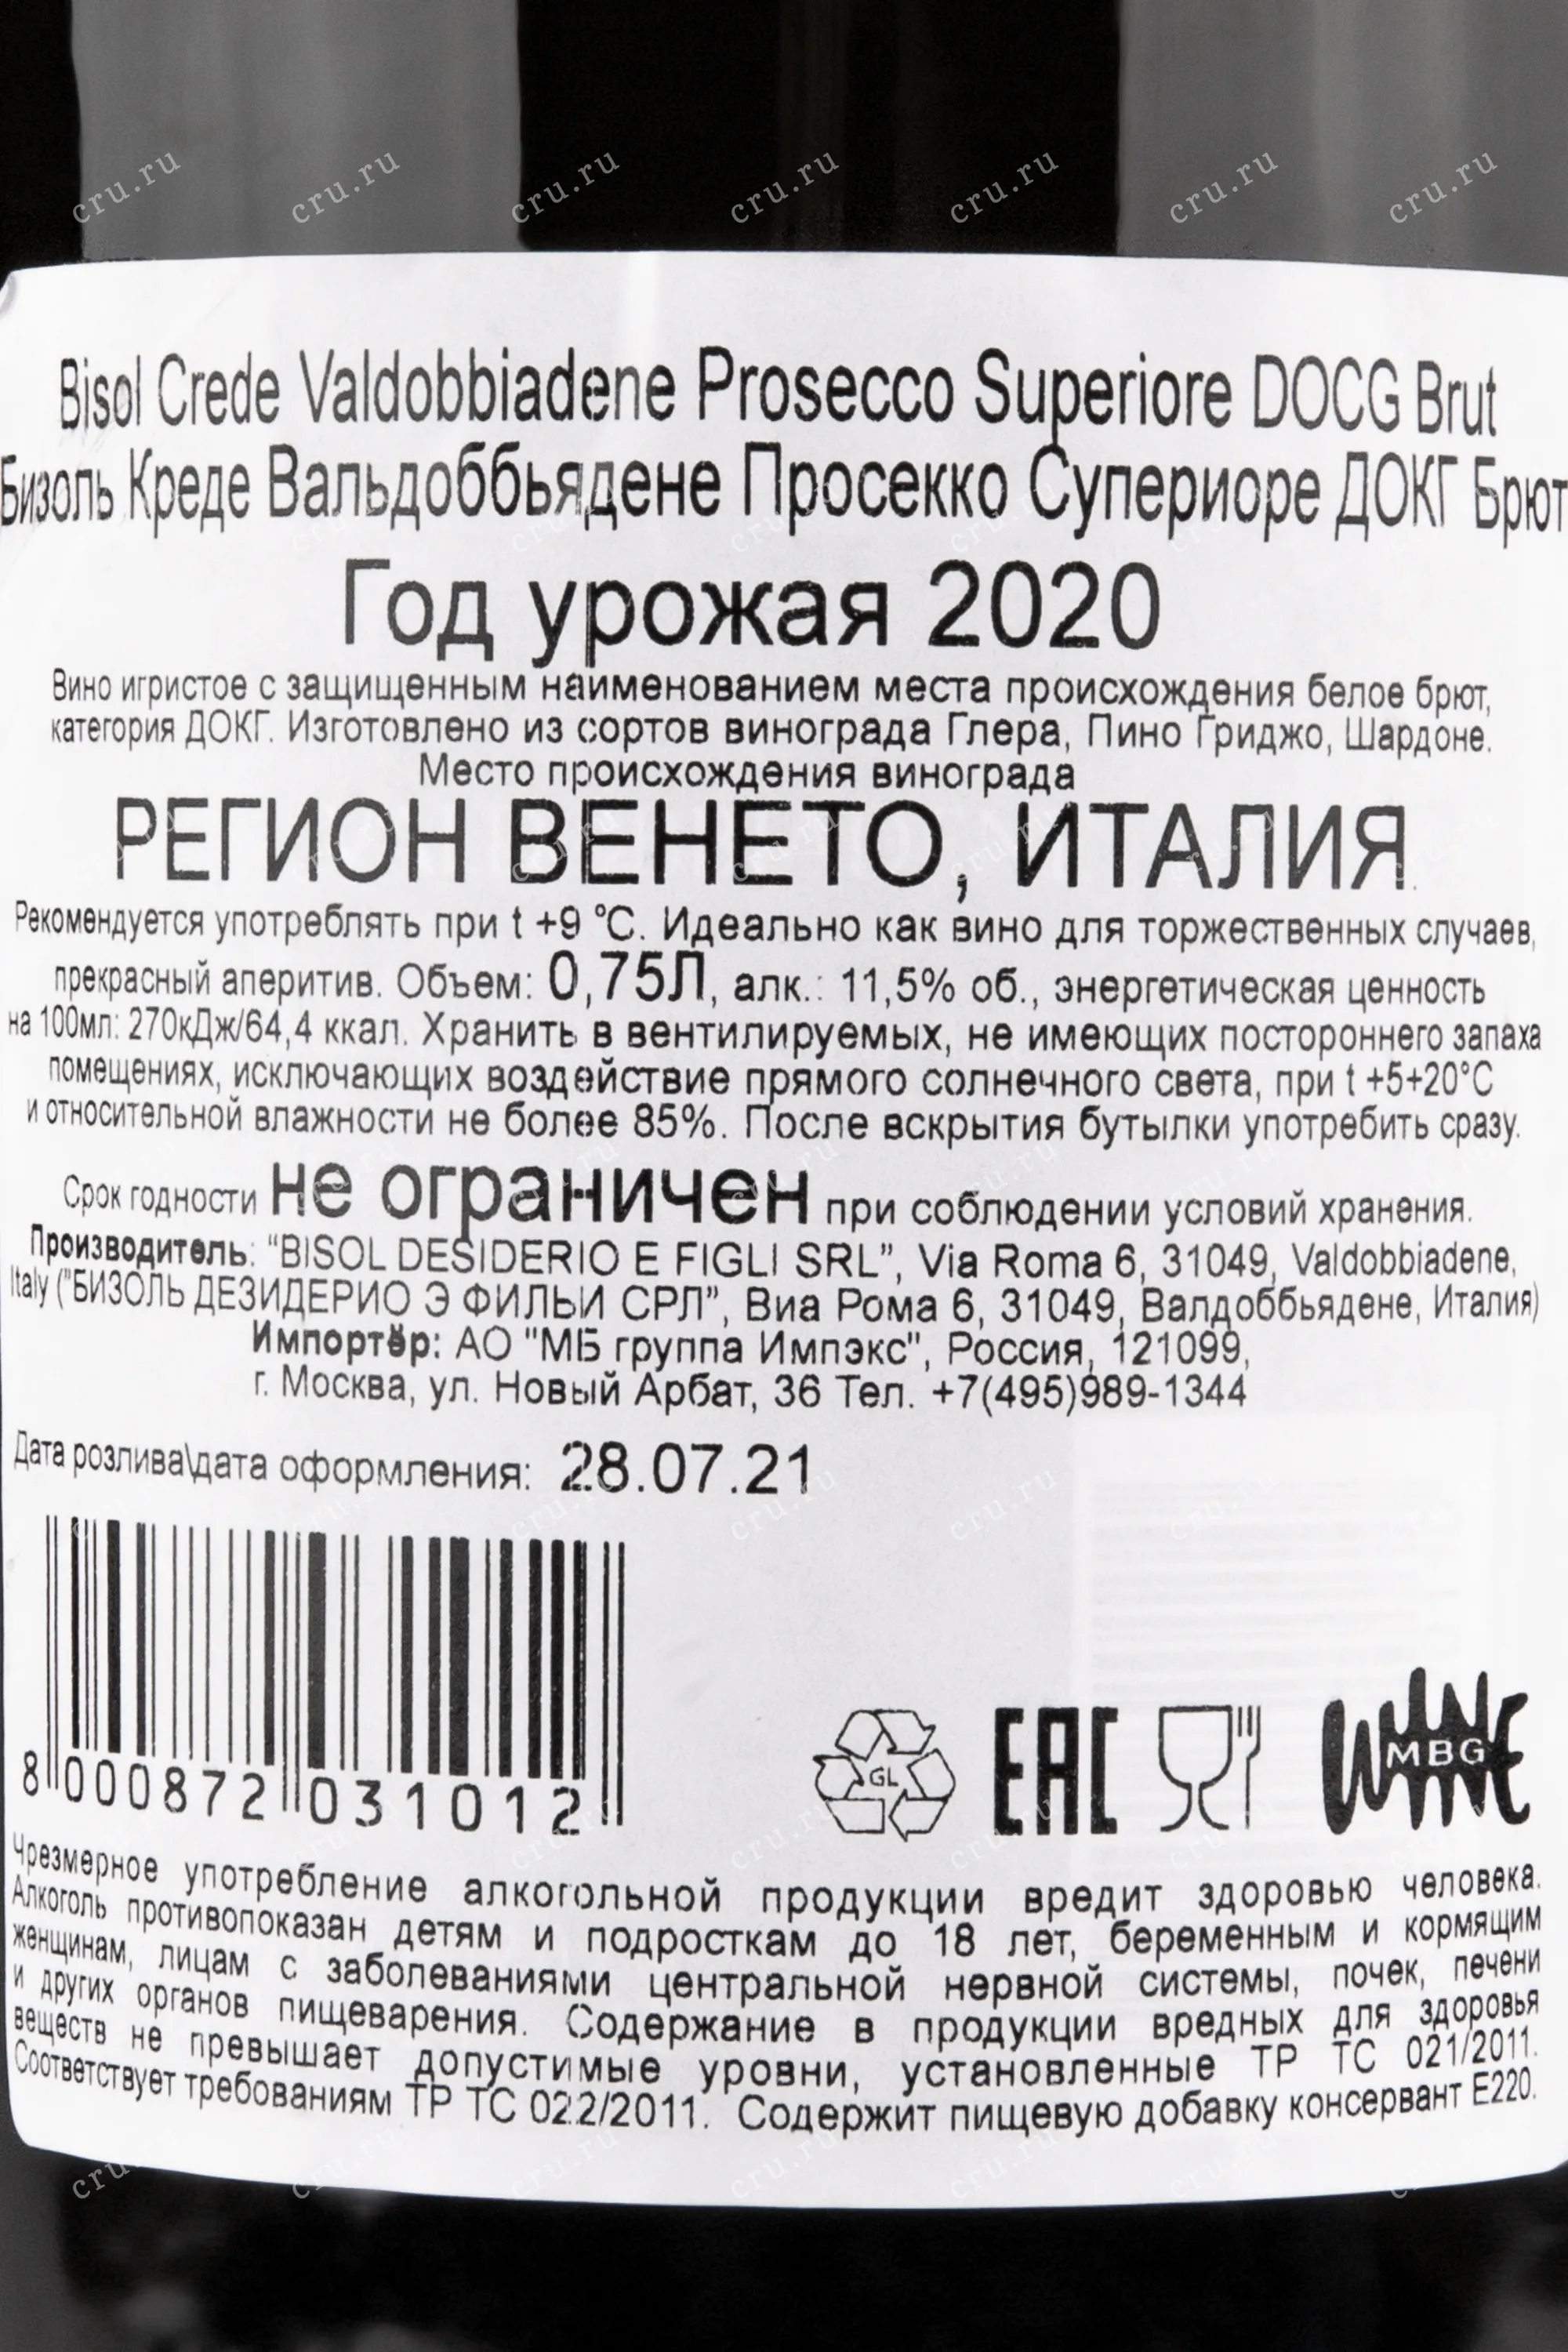 cru.ru cru.ru cru.ru cru.ru cru.ru cru.ru cru.ru
Bisol Crede Valdobbiadene Prosecco Superiore DOCG Brut
Бизоль Креде Вальдоббьядене Просекко Супериоре ДОКГ Брют
Год урожая 2020
Вино игристое с защищенным наименованием места происхождения белое брют,
категория ДОКГ. Изготовлено из сортов винограда Глера, Пино Гриджо, Шардоне.
Место происхождения винограда
РЕГИОН ВЕНЕТО, ИТАЛИЯ.
Рекомендуется употреблять при t +9 °C. Идеально как вино для торжественных случаев,
прекрасный аперитив. Объем: 0,75Л, алк.: 11,5% об., энергетическая ценность
на 100мл: 270кДж/64,4 ккал. Хранить в вентилируемых, не имеющих постороннего запаха
помещениях, исключающих воздействие прямого солнечного света, при t +5+20°C
и относительной влажности не более 85%. После вскрытия бутылки употребить сразу.
Срок годности не ограничен при соблюдении условий хранения.
Производитель: “BISOL DESIDERIO E FIGLI SRL”, Via Roma 6, 31049, Valdobbiadene,
Italy ("БИЗОЛЬ ДЕЗИДЕРИО Э ФИЛЬИ СРЛ”, Виа Рома 6, 31049, Валдоббьядене, Италия)
Импортёр: АО "МБ группа Импэкс", Россия, 121099,
г. Москва, ул. Новый Арбат, 36 Тел. +7(495)989-1344
Дата розлива\дата оформления: 28.07.21
8 000872 031012
GL EAC WINE MBG
Чрезмерное употребление алкогольной продукции вредит здоровью человека.
Алкоголь противопоказан детям и подросткам до 18 лет, беременным и кормящим
женщинам, лицам с заболеваниями центральной нервной системы, почек, печени
и других органов пищеварения. Содержание в продукции вредных для здоровья
веществ не превышает допустимые уровни, установленные ТР ТС 021/2011.
Соответствует требованиям ТР ТС 022/2011. Содержит пищевую добавку консервант Е220.